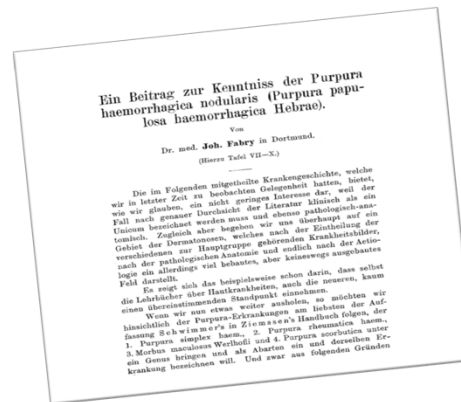 Ein Beitrag zur Kenntniss der Purpura
haemorrhagica nodularis (Purpura papu-
losa haemorrhagica Hebrae).
Von
Dr. med. Joh. Fabry in Dortmund.
(Hierzu Tafel VII—X.)
Die im Folgenden mitgetheilte Krankengeschichte, welche
wir in letzter Zeit zu beobachten Gelegenheit hatten, bietet,
wie wir glauben, ein nicht geringes Interesse dar, weil der
Fall nach genauer Durchsicht der Literatur klinisch als ein
Unicum bezeichnet werden muss und ebenso pathologisch-ana-
tomisch. Zugleich aber begeben wir uns überhaupt auf ein
Gebiet der Dermatonosen, welches nach der Eintheilung der
verschiedenen zur Hauptgruppe gehörenden Krankheitsbilder,
nach der pathologischen Anatomie und endlich nach der Aetio-
logie ein allerdings viel bebautes, aber keineswegs ausgebautes
Feld darstellt.
Es zeigt sich das beispielsweise schon darin, dass selbst
die Lehrbücher über Hautkrankheiten, auch die neueren, kaum
einen übereinstimmenden Standpunkt einnehmen.
Wenn wir nun etwas weiter ausholen, so möchten wir
hinsichtlich der Purpura-Erkrankungen am liebsten der Auf-
fassung Schwimmer's in Ziemssen's Handbuch folgen, der
1. Purpura simplex haem., 2. Purpura rheumatica haem.,
3. Morbus maculosus Werlhofii und 4. Purpura scorbutica unter
ein Genus bringen und als Abarten ein und derselben Er-
krankung bezeichnen will. Und zwar aus folgenden Gründen